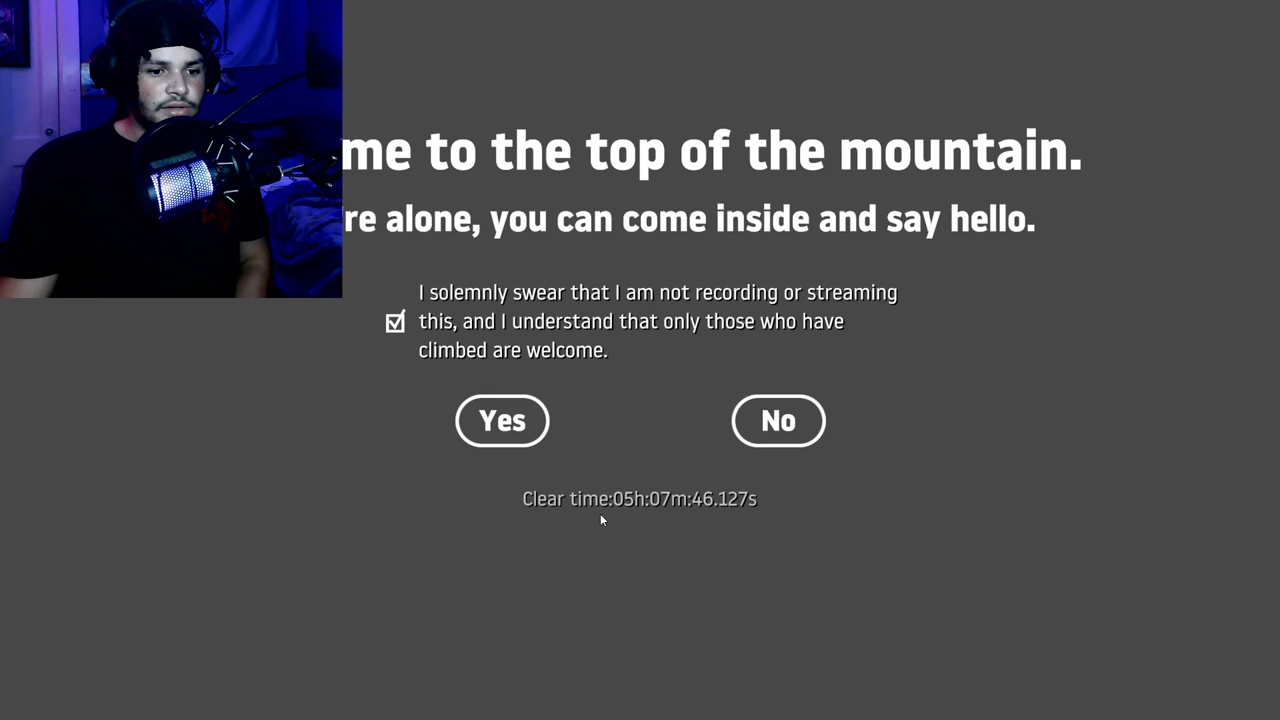 me to the top of the mountain.
re alone, you can come inside and say hello.
I solemnly swear that I am not recording or streaming
this, and I understand that only those who have
climbed are welcome.
Yes No
Clear time:05h:07m:46.127s